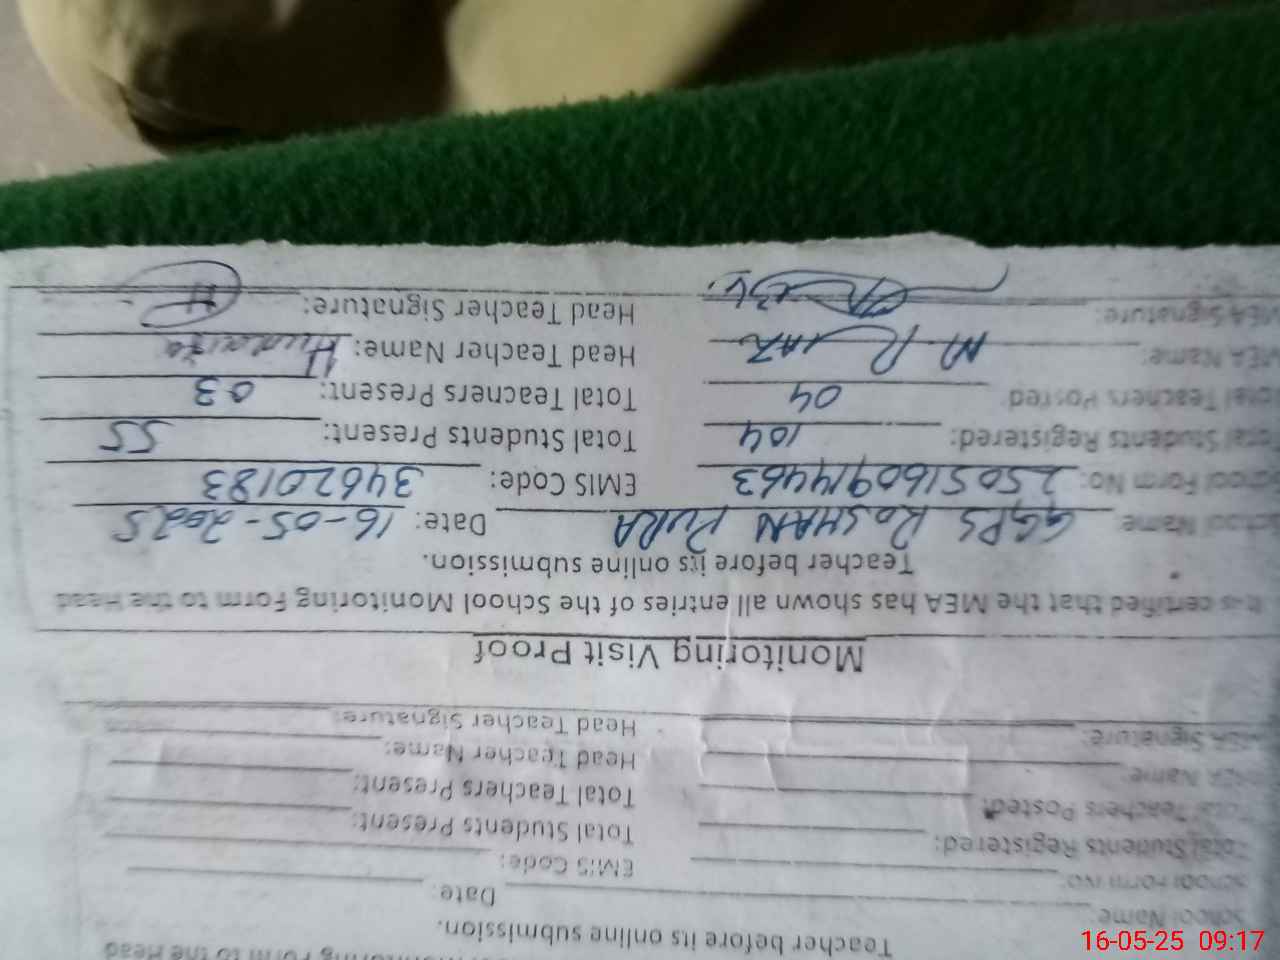 Monitoring Visit Proof
It is certified that the MEA has shown all entries of the School Monitoring Form to the Head
Teacher before its online submission.
School Name: GGPS ROSHAN PURA Date: 16-05-2025
School Form No: 2505160914463 EMIS Code: 34620183
Total Students Registered: 104 Total Students Present: 55
Total Teachers Posted 04 Total Teachers Present: 03
MEA Name: M. Riaz Head Teacher Name:
MEA Signature: Head Teacher Signature:
Form to the Head
Teacher before its online submission.
School Name: Date:
School Form No: EMIS Code:
Total Students Registered: Total Students Present:
Total Teachers Posted: Total Teachers Present:
MEA Name: Head Teacher Name:
MEA Signature: Head Teacher Signature:
16-05-25 09:17